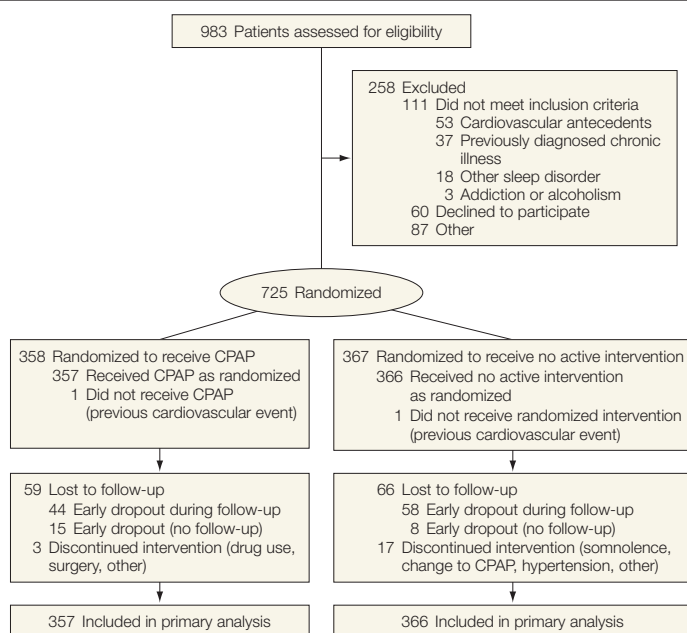 983 Patients assessed for eligibility
258 Excluded
111 Did not meet inclusion criteria
53 Cardiovascular antecedents
37 Previously diagnosed chronic
illness
18 Other sleep disorder
3 Addiction or alcoholism
60 Declined to participate
87 Other
725 Randomized
358 Randomized to receive CPAP
357 Received CPAP as randomized
1 Did not receive CPAP
(previous cardiovascular event)
367 Randomized to receive no active intervention
366 Received no active intervention
as randomized
1 Did not receive randomized intervention
(previous cardiovascular event)
59 Lost to follow-up
44 Early dropout during follow-up
15 Early dropout (no follow-up)
3 Discontinued intervention (drug use,
surgery, other)
66 Lost to follow-up
58 Early dropout during follow-up
8 Early dropout (no follow-up)
17 Discontinued intervention (somnolence,
change to CPAP, hypertension, other)
357 Included in primary analysis
366 Included in primary analysis